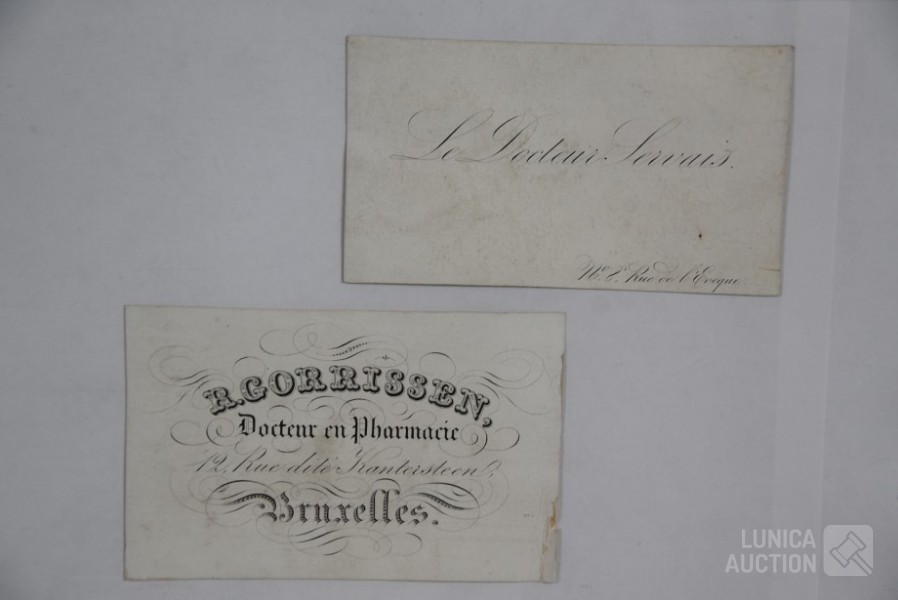 Le Docteur Servais.
Rue de l'Evêque
R. GORRISSEN,
Docteur en Pharmacie
12, Rue dite Kantersteen,
Bruxelles.
LUNICA
AUCTION